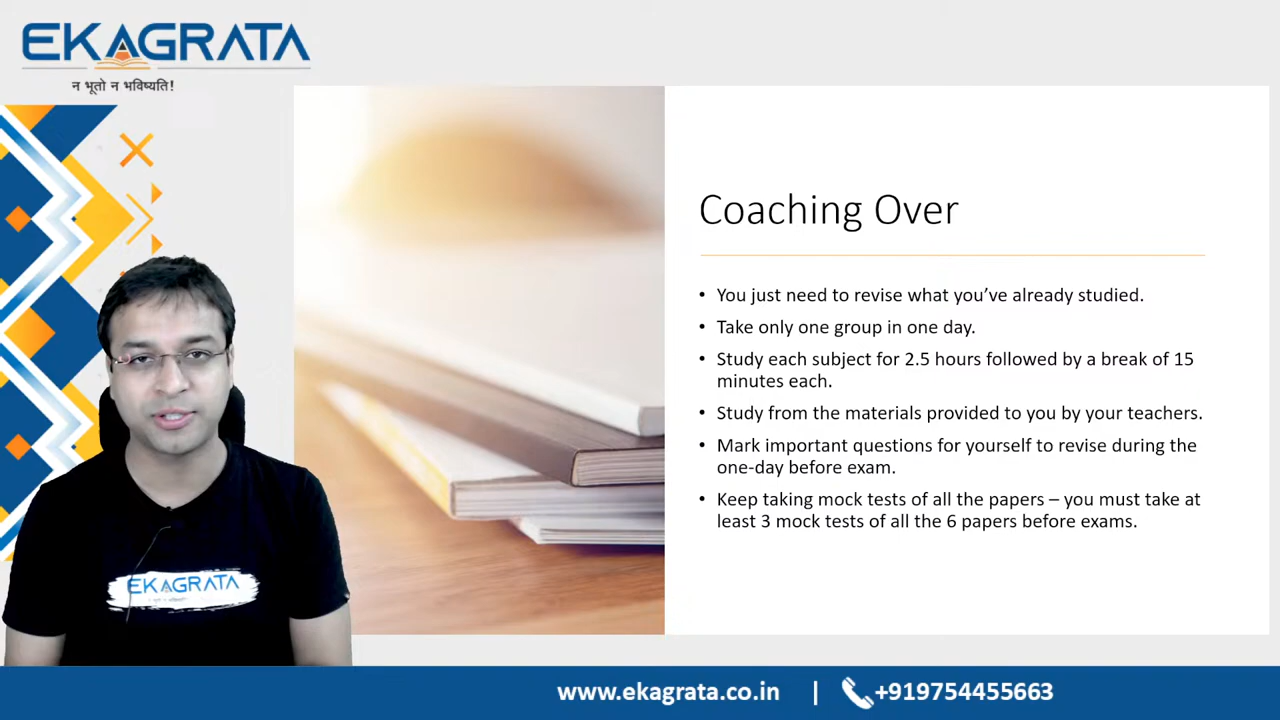 EKAGRATA
न भूतो न भविष्यति!
Coaching Over
• You just need to revise what you’ve already studied.
• Take only one group in one day.
• Study each subject for 2.5 hours followed by a break of 15
minutes each.
• Study from the materials provided to you by your teachers.
• Mark important questions for yourself to revise during the
one-day before exam.
• Keep taking mock tests of all the papers – you must take at
least 3 mock tests of all the 6 papers before exams.
EKAGRATA
www.ekagrata.co.in | +919754455663